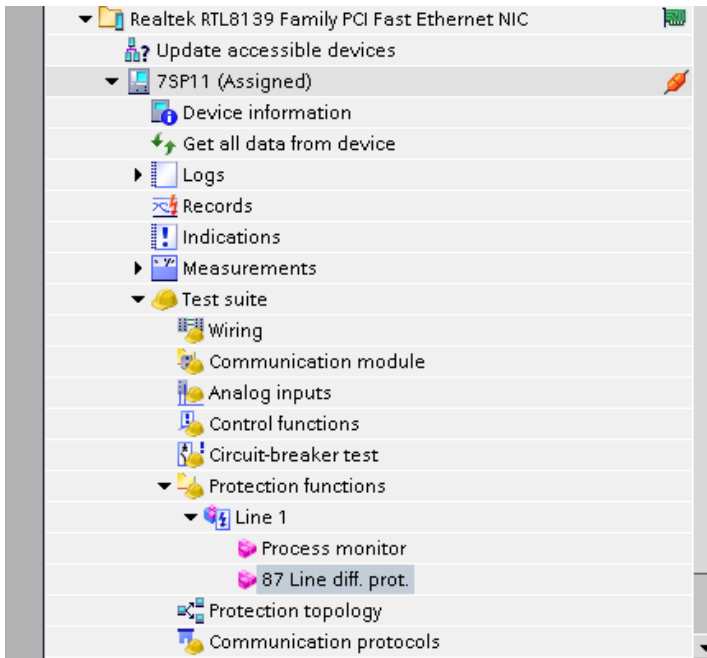 Realtek RTL8139 Family PCI Fast Ethernet NIC
Update accessible devices
7SP11 (Assigned)
Device information
Get all data from device
Logs
Records
Indications
Measurements
Test suite
Wiring
Communication module
Analog inputs
Control functions
Circuit-breaker test
Protection functions
Line 1
Process monitor
87 Line diff. prot.
Protection topology
Communication protocols